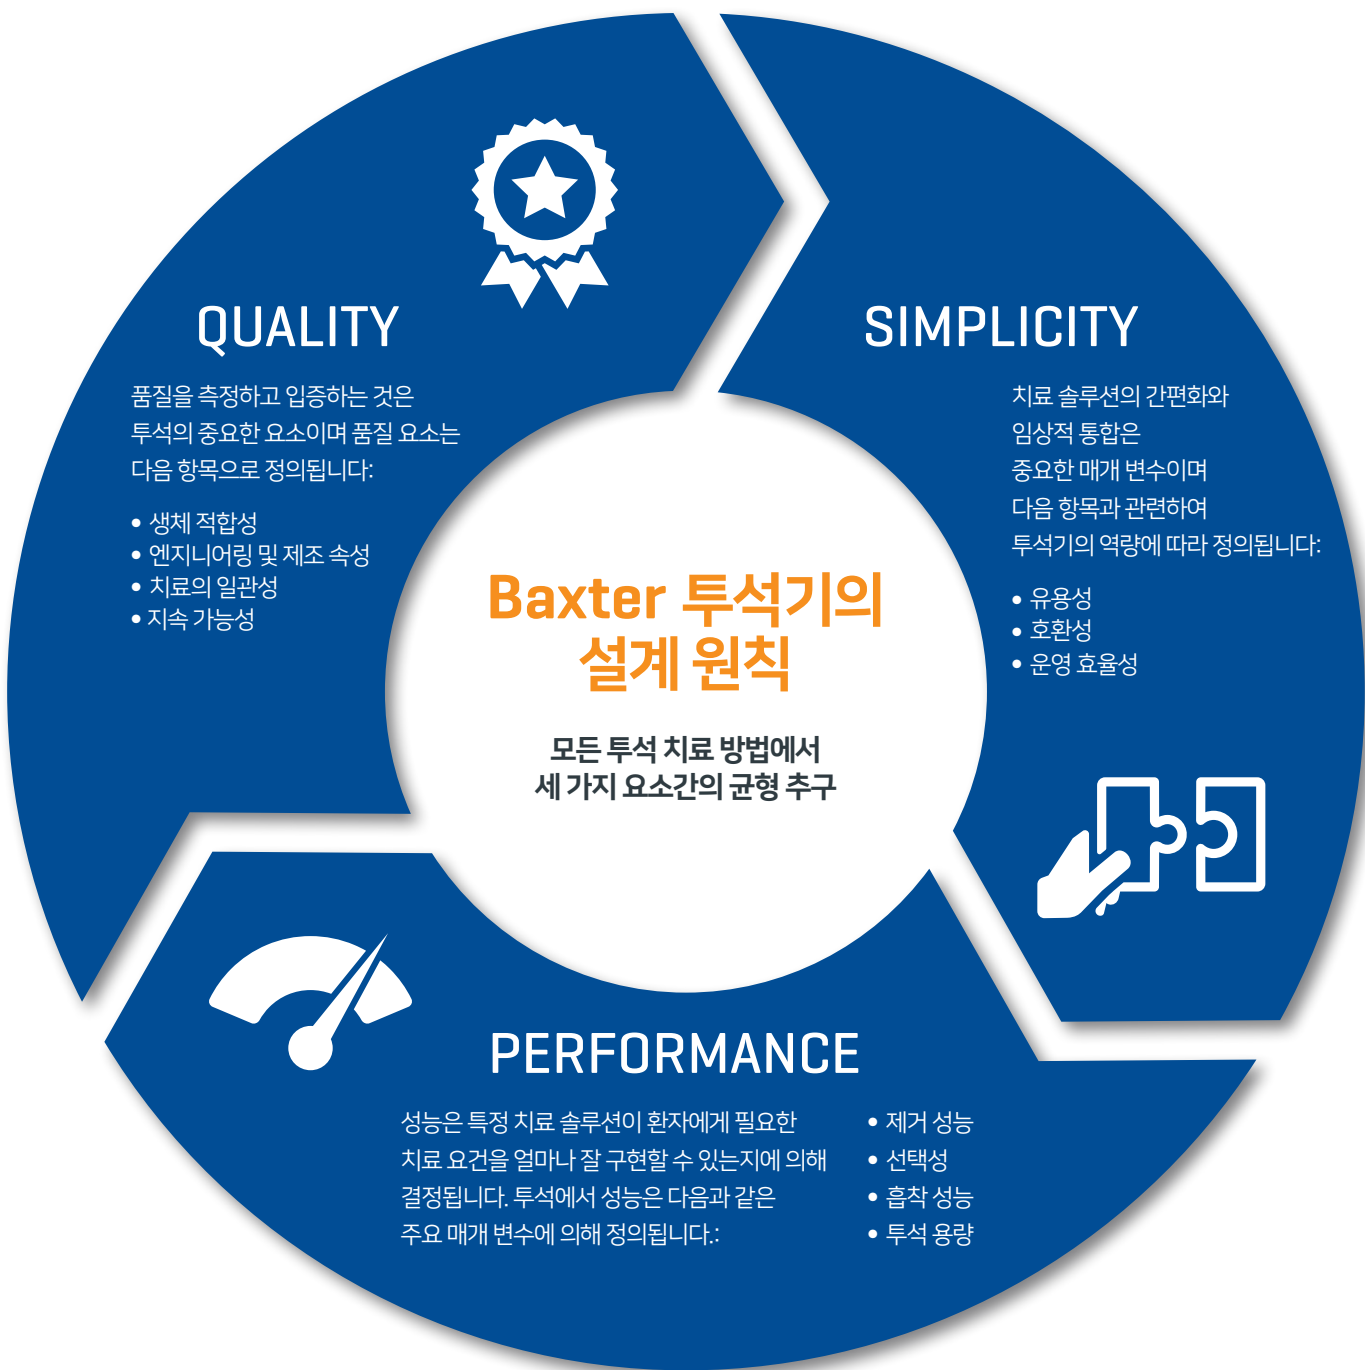 QUALITY
품질을 측정하고 입증하는 것은
투석의 중요한 요소이며 품질 요소는
다음 항목으로 정의됩니다:
• 생체 적합성
• 엔지니어링 및 제조 속성
• 치료의 일관성
• 지속 가능성
SIMPLICITY
치료 솔루션의 간편화와
임상적 통합은
중요한 매개 변수이며
다음 항목과 관련하여
투석기의 역량에 따라 정의됩니다:
• 유용성
• 호환성
• 운영 효율성
Baxter 투석기의
설계 원칙
모든 투석 치료 방법에서
세 가지 요소간의 균형 추구
PERFORMANCE
성능은 특정 치료 솔루션이 환자에게 필요한
치료 요건을 얼마나 잘 구현할 수 있는지에 의해
결정됩니다. 투석에서 성능은 다음과 같은
주요 매개 변수에 의해 정의됩니다.:
• 제거 성능
• 선택성
• 흡착 성능
• 투석 용량